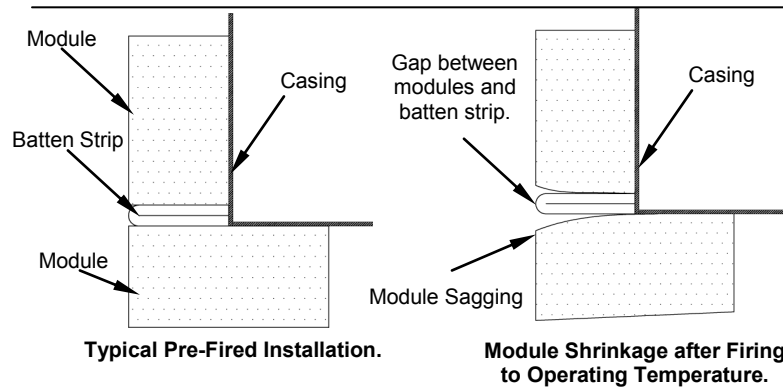 Module
Casing
Batten Strip
Module
Typical Pre-Fired Installation.
Gap between
modules and
batten strip.
Casing
Module Sagging
Module Shrinkage after Firing
to Operating Temperature.